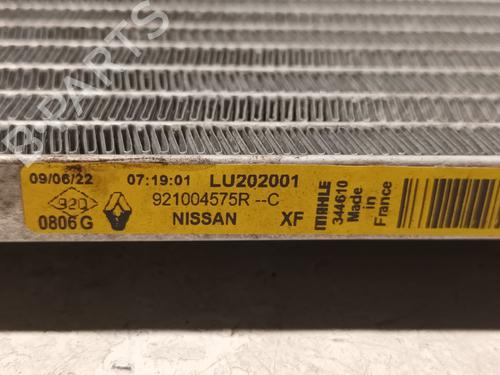 09/06/22 07:19:01 LU202001
920 921004575R --C
0806G NISSAN XF
MAHLE
344610
Made
in
France